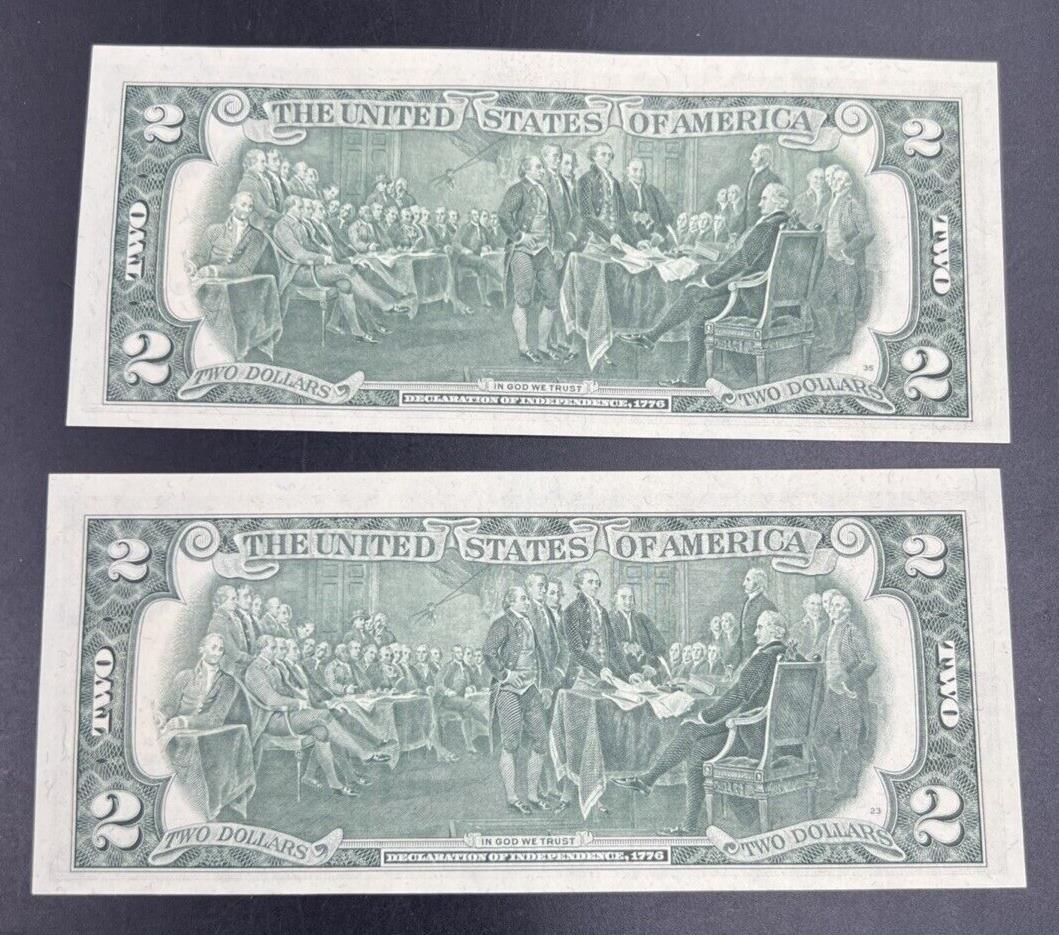 2 THE UNITED STATES OF AMERICA 2
TWO TWO
2 35 2
TWO DOLLARS IN GOD WE TRUST TWO DOLLARS
DECLARATION OF INDEPENDENCE, 1776
2 THE UNITED STATES OF AMERICA 2
TWO TWO
2 23 2
TWO DOLLARS IN GOD WE TRUST TWO DOLLARS
DECLARATION OF INDEPENDENCE, 1776